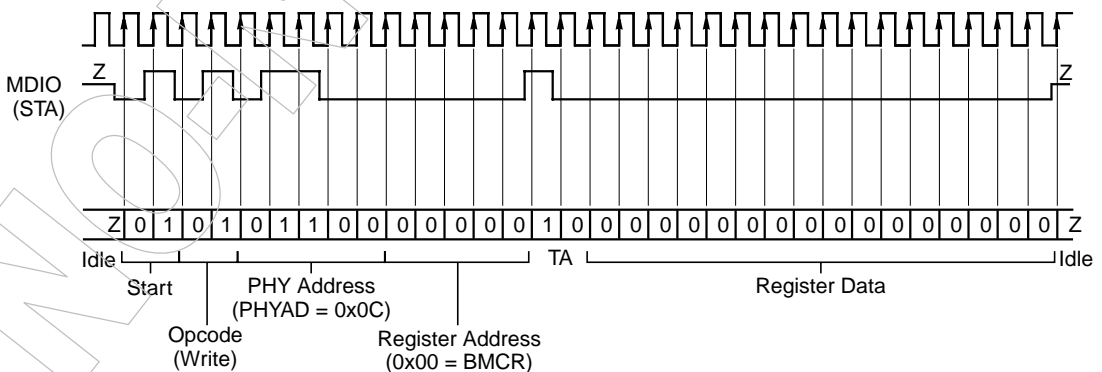 Z
Z
MDIO
(STA)
Z 0 1 0 1 0 1 1 0 0 0 0 0 0 0 1 0 0 0 0 0 0 0 0 0 0 0 0 0 0 0 0 0 Z
Idle
TA
Idle
Start
PHY Address
(PHYAD = 0x0C)
Register Data
Opcode
(Write)
Register Address
(0x00 = BMCR)